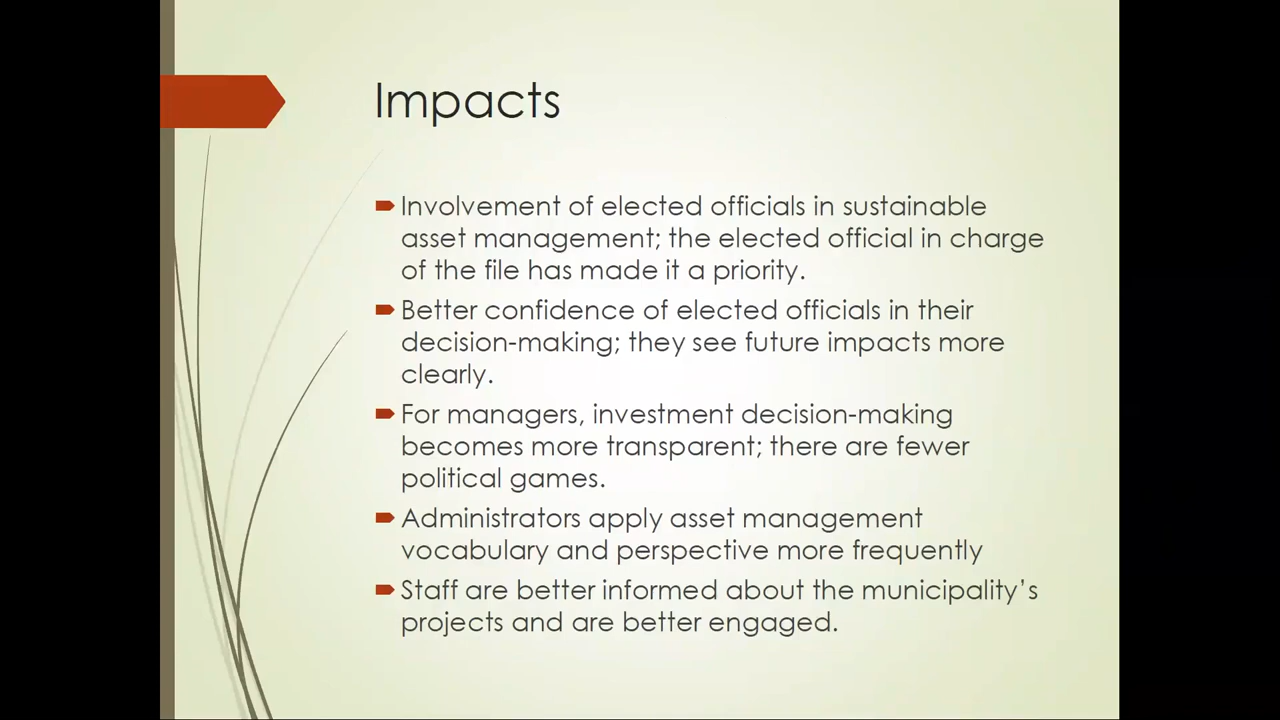 Impacts
Involvement of elected officials in sustainable
asset management; the elected official in charge
of the file has made it a priority.
Better confidence of elected officials in their
decision-making; they see future impacts more
clearly.
For managers, investment decision-making
becomes more transparent; there are fewer
political games.
Administrators apply asset management
vocabulary and perspective more frequently
Staff are better informed about the municipality’s
projects and are better engaged.